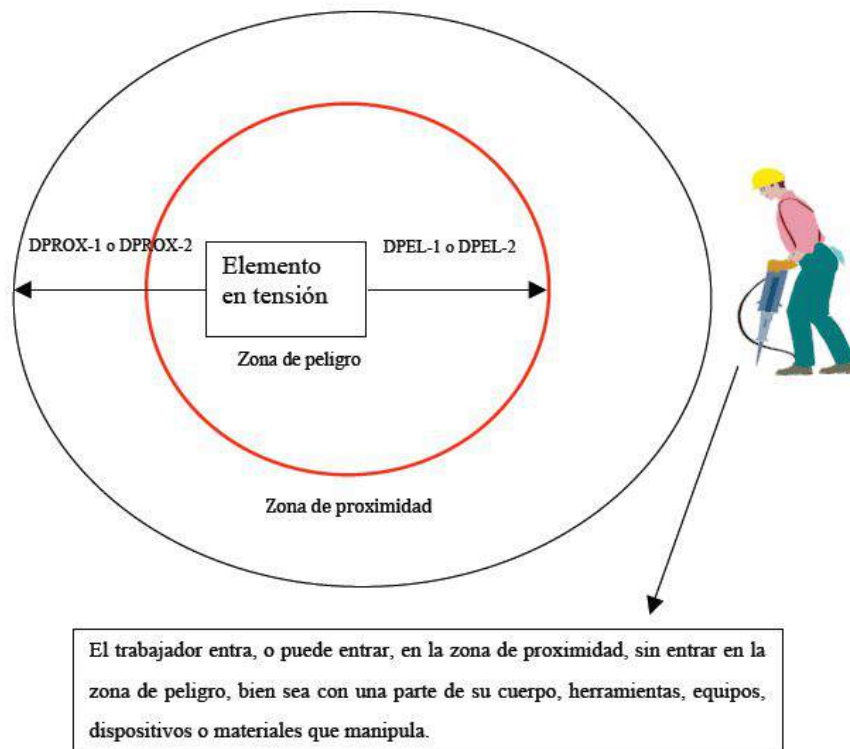 DPROX-1 o DPROX-2
DPEL-1 o DPEL-2
Elemento
en tensión
Zona de peligro
Zona de proximidad
El trabajador entra, o puede entrar, en la zona de proximidad, sin entrar en la
zona de peligro, bien sea con una parte de su cuerpo, herramientas, equipos,
dispositivos o materiales que manipula.